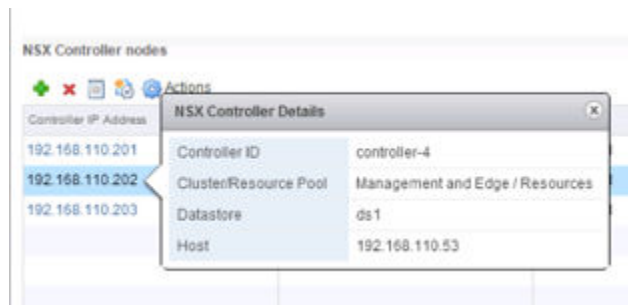 NSX Controller nodes
Actions
Controller IP Address
NSX Controller Details
192.168.110.201
Controller ID controller-4
192.168.110.202
Cluster/Resource Pool Management and Edge / Resources
192.168.110.203
Datastore ds1
Host 192.168.110.53